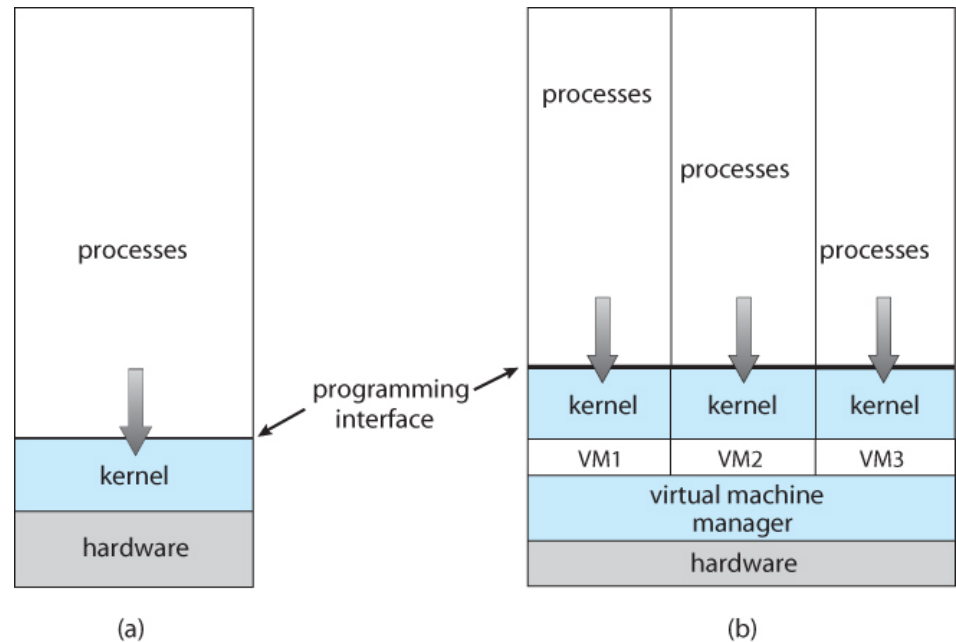 processes
kernel
hardware
(a)
programming
interface
processes
processes
processes
kernel
kernel
kernel
VM1
VM2
VM3
virtual machine
manager
hardware
(b)